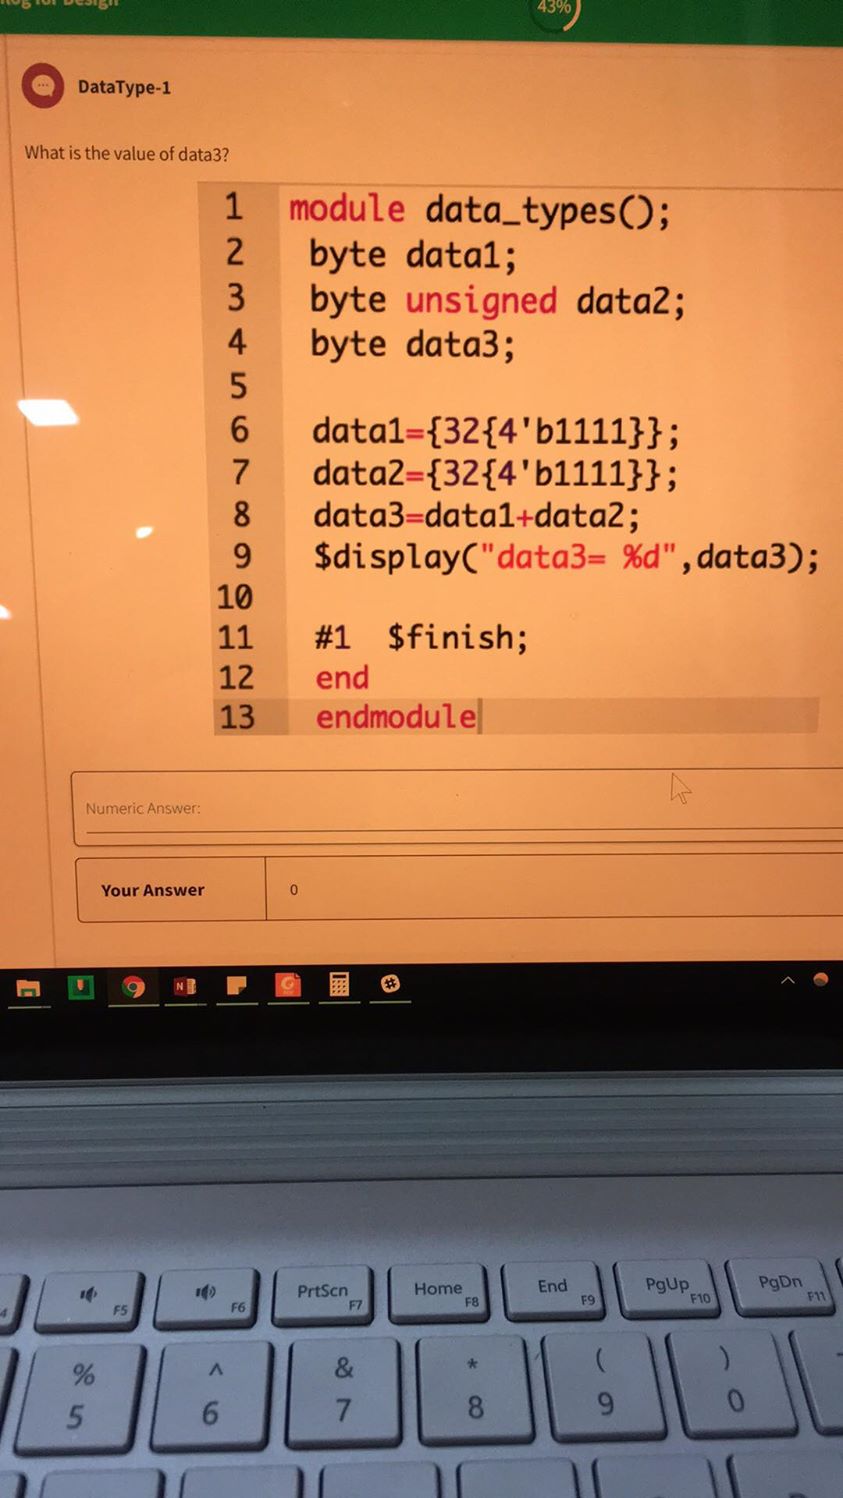 43%
DataType-1
What is the value of data3?
1 module data_types();
2 byte data1;
3 byte unsigned data2;
4 byte data3;
5
6 data1={32{4'b1111}};
7 data2={32{4'b1111}};
8 data3=data1+data2;
9 $display("data3= %d",data3);
10
11 #1 $finish;
12 end
13 endmodule
Numeric Answer:
Your Answer 0
F5 F6 PrtScn F7 Home F8 End F9 PgUp F10 PgDn F11
% ^ & * ( )
5 6 7 8 9 0